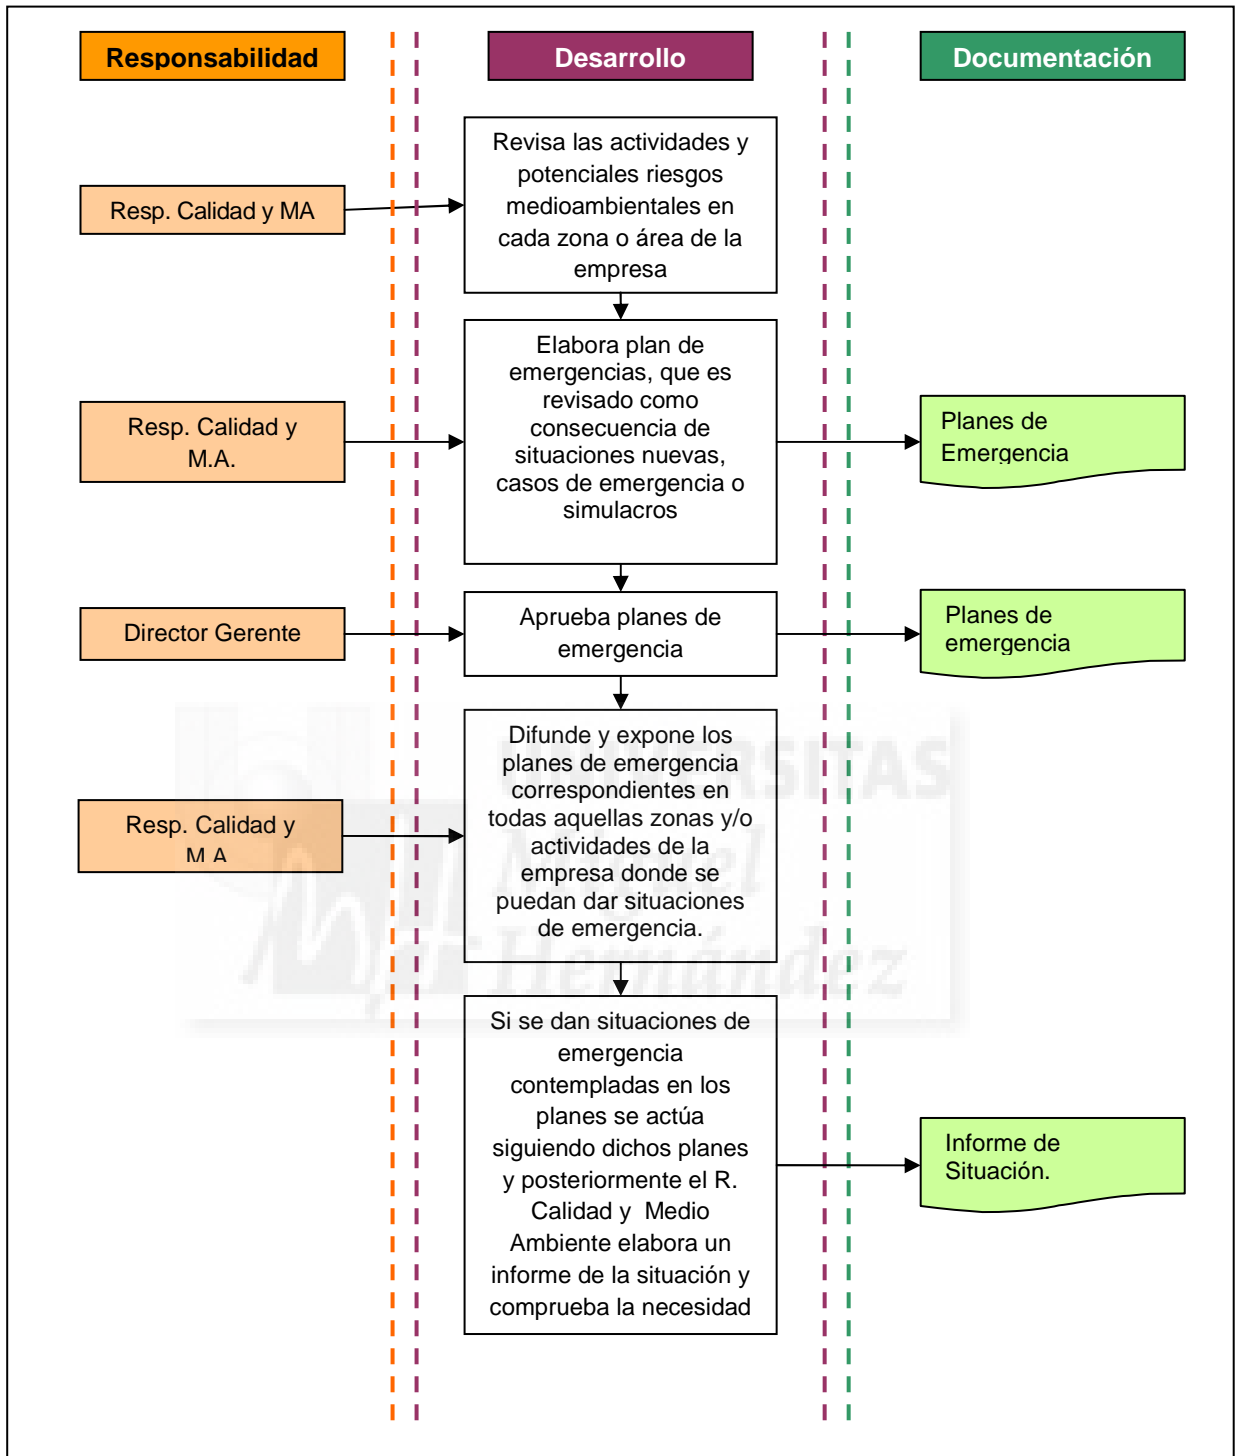 Responsabilidad
Desarrollo
Documentación
Resp. Calidad y MA
Revisa las actividades y
potenciales riesgos
medioambientales en
cada zona o área de la
empresa
Resp. Calidad y
M.A.
Elabora plan de
emergencias, que es
revisado como
consecuencia de
situaciones nuevas,
casos de emergencia o
simulacros
Planes de
Emergencia
Director Gerente
Aprueba planes de
emergencia
Planes de
emergencia
Resp. Calidad y
M.A
Difunde y expone los
planes de emergencia
correspondientes en
todas aquellas zonas y/o
actividades de la
empresa donde se
puedan dar situaciones
de emergencia.
Si se dan situaciones de
emergencia
contempladas en los
planes se actúa
siguiendo dichos planes
y posteriormente el R.
Calidad y  Medio
Ambiente elabora un
informe de la situación y
comprueba la necesidad
Informe de
Situación.
UNIVERSITAS
Miguel
Hernández